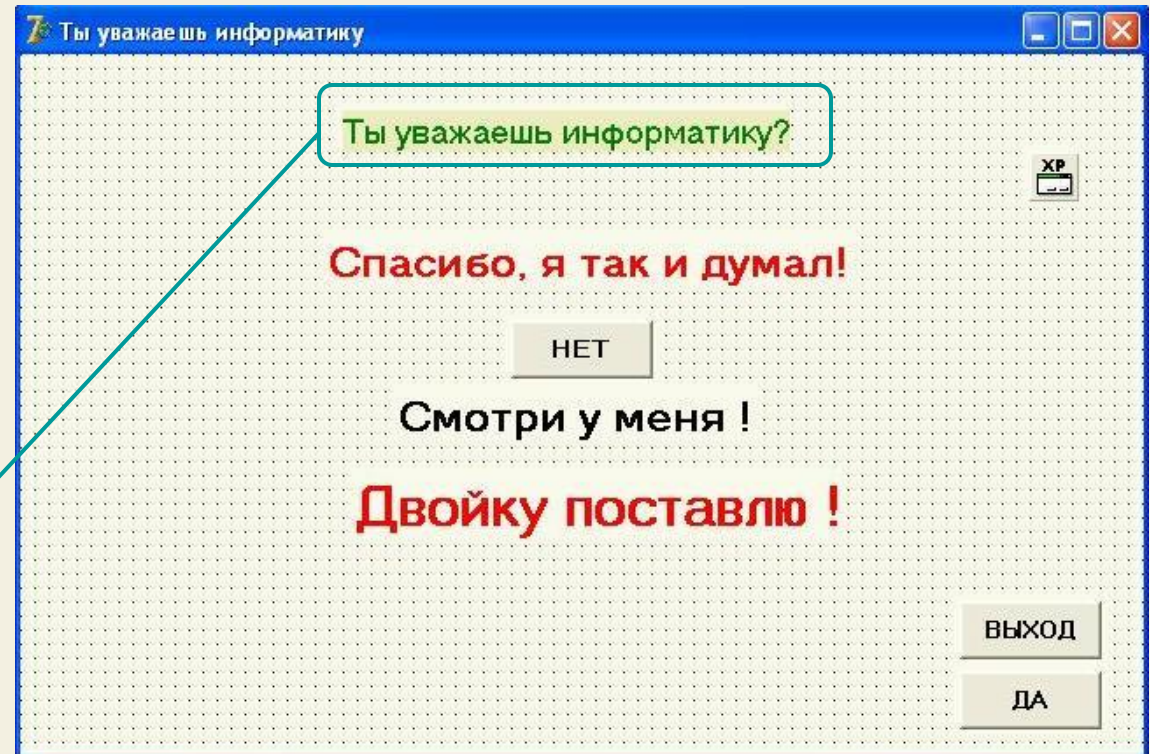 Ты уважаешь информатику
Ты уважаешь информатику?
XP
Спасибо, я так и думал!
НЕТ
Смотри у меня !
Двойку поставлю !
ВЫХОД
ДА